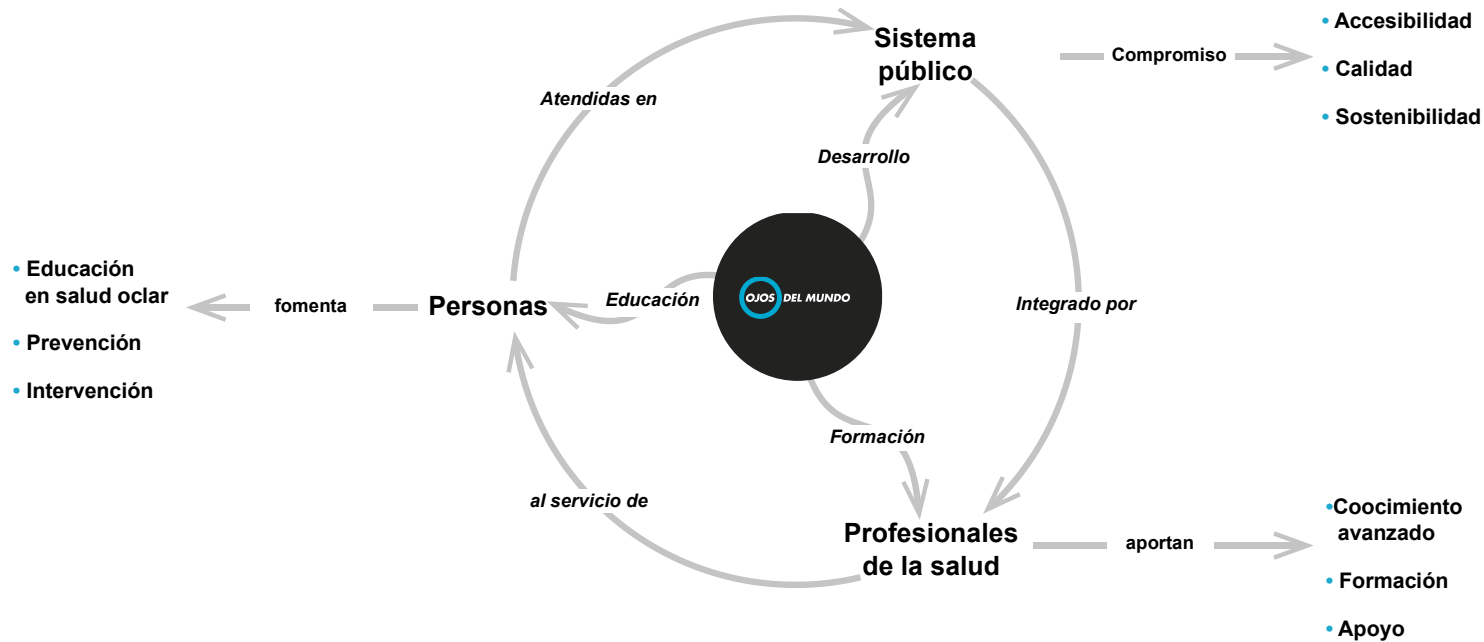 Sistema
público
Compromiso
• Accesibilidad
• Calidad
• Sostenibilidad
Atendidas en
Desarrollo
• Educación
en salud oclar
• Prevención
• Intervención
fomenta
Personas
Educación
OJOS DEL MUNDO
Integrado por
Formación
al servicio de
Profesionales
de la salud
aportan
•Coocimiento
avanzado
• Formación
• Apoyo